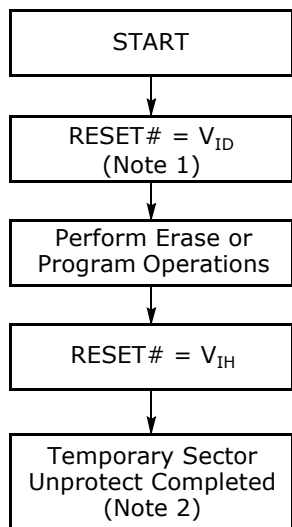 START
RESET# = VID
(Note 1)
Perform Erase or
Program Operations
RESET# = VIH
Temporary Sector
Unprotect Completed
(Note 2)